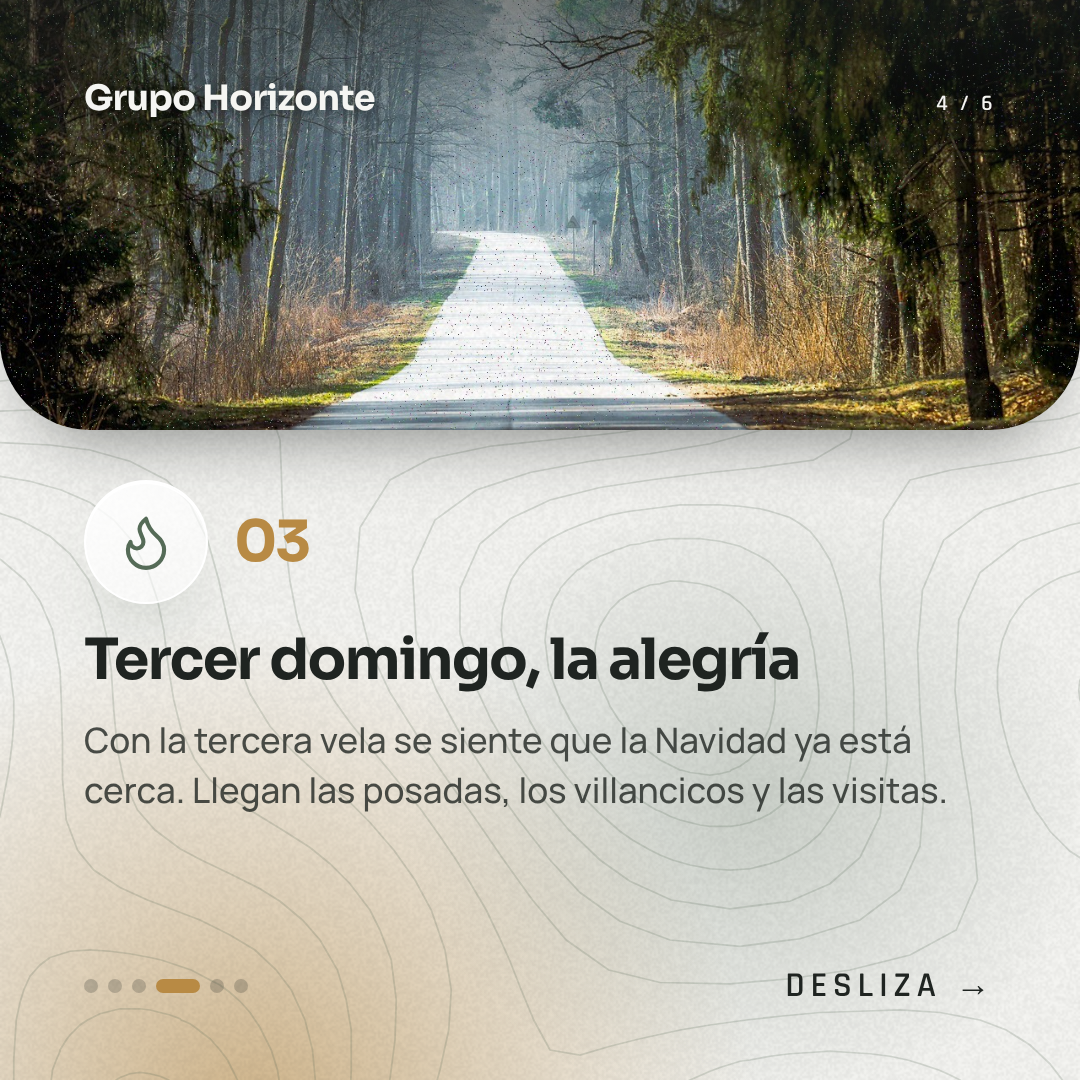 Grupo Horizonte
4 / 6
03
Tercer domingo, la alegría
Con la tercera vela se siente que la Navidad ya está
cerca. Llegan las posadas, los villancicos y las visitas.
DESLIZA →